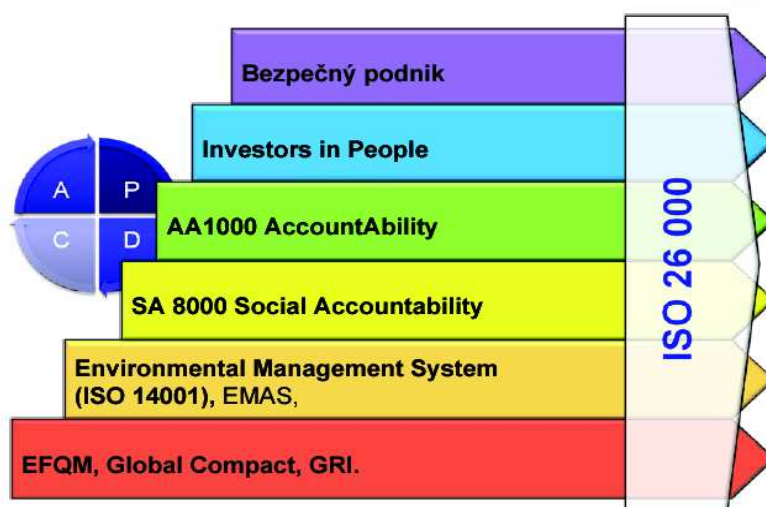 Bezpečný podnik
Investors in People
A P
C D
AA1000 AccountAbility
SA 8000 Social Accountability
Environmental Management System
(ISO 14001), EMAS,
EFQM, Global Compact, GRI.
ISO 26 000